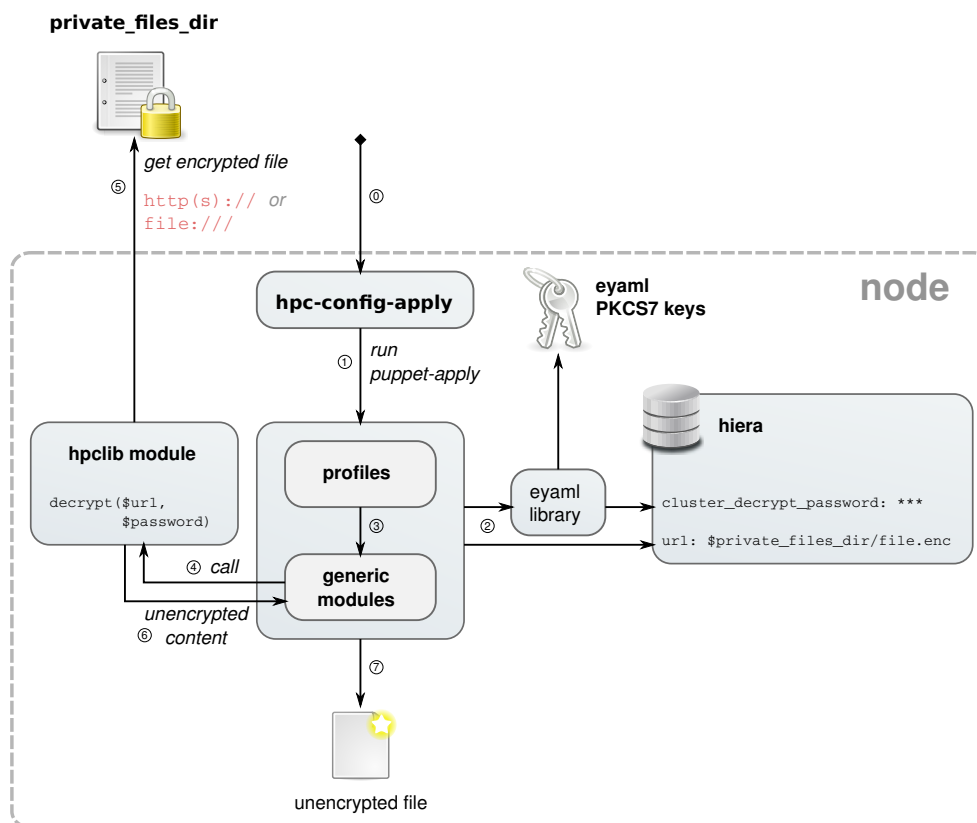 private_files_dir
get encrypted file
⑤
http(s):// or
file:///
⓪
node
hpc-config-apply
eyaml
PKCS7 keys
① run
puppet-apply
hpclib module
decrypt($url,
$password)
profiles
③
generic
modules
②
eyaml
library
hiera
cluster_decrypt_password: ***
url: $private_files_dir/file.enc
④ call
unencrypted
⑥ content
⑦
unencrypted file